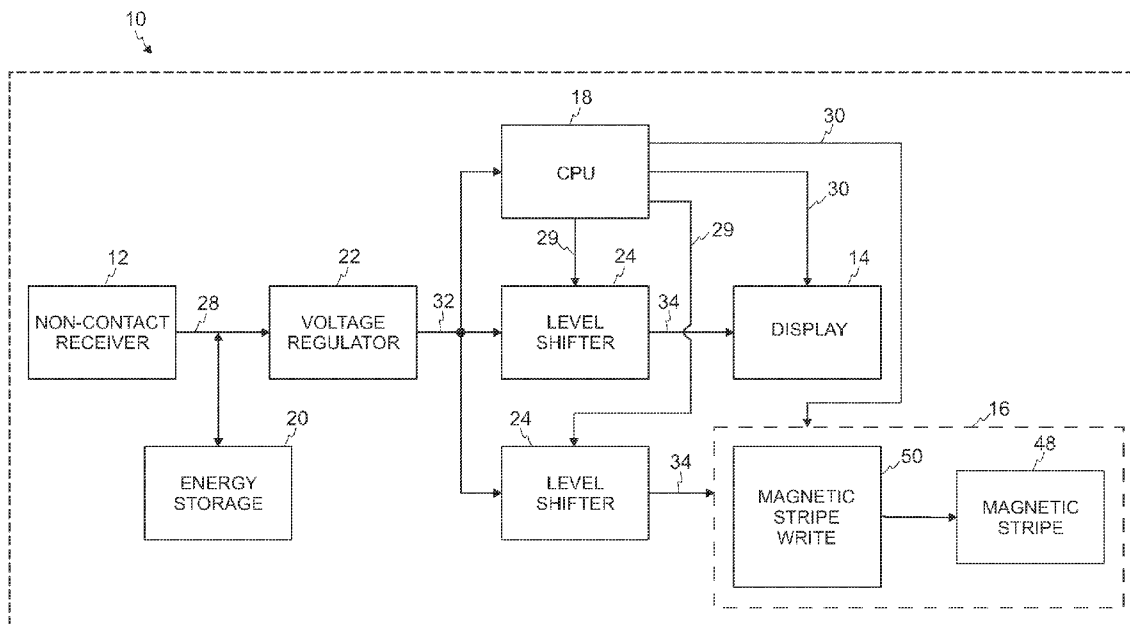 10
18
30
CPU
30
29
29
12
22
24
14
28
32
34
NON-CONTACT
RECEIVER
VOLTAGE
REGULATOR
LEVEL
SHIFTER
DISPLAY
16
20
24
34
50
48
ENERGY
STORAGE
LEVEL
SHIFTER
MAGNETIC
STRIPE
WRITE
MAGNETIC
STRIPE